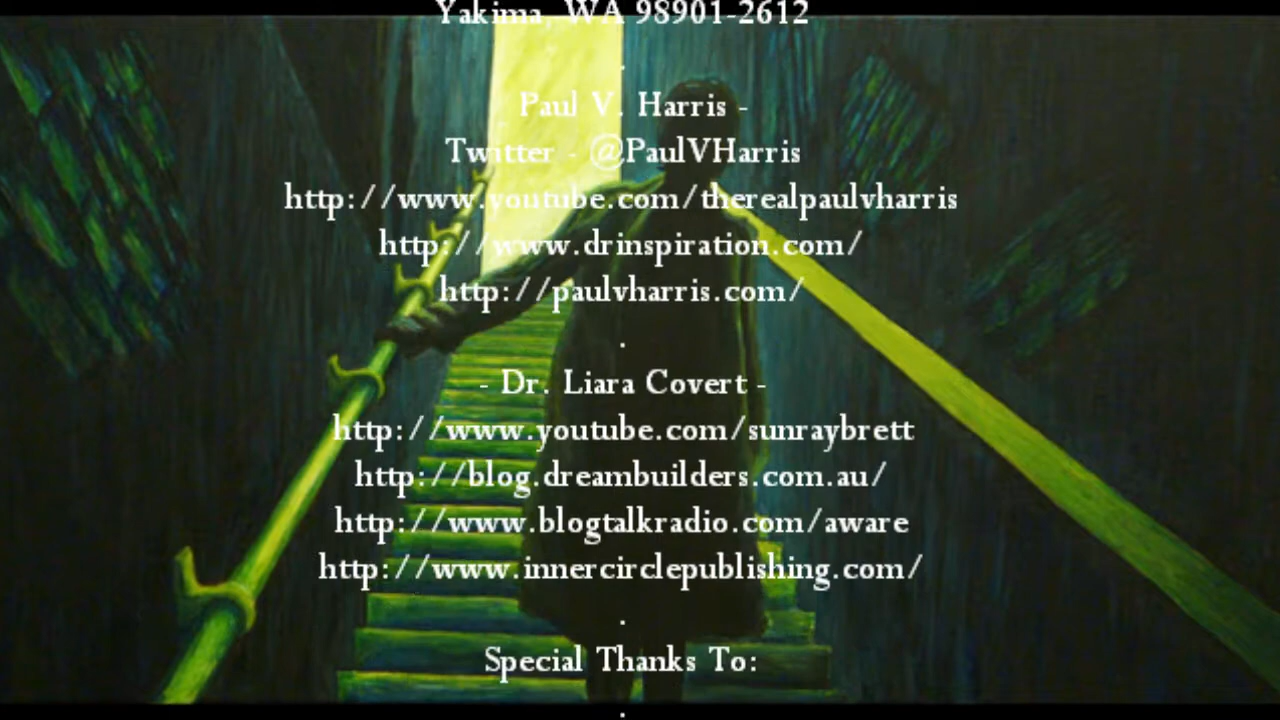 Yakima, WA 98901-2612
.
Paul V. Harris -
Twitter - @PaulVHarris
http://www.youtube.com/therealpaulvharris
http://www.drinspiration.com/
http://paulvharris.com/
.
- Dr. Liara Covert -
http://www.youtube.com/sunraybrett
http://blog.dreambuilders.com.au/
http://www.blogtalkradio.com/aware
http://www.innercirclepublishing.com/
.
Special Thanks To:
.